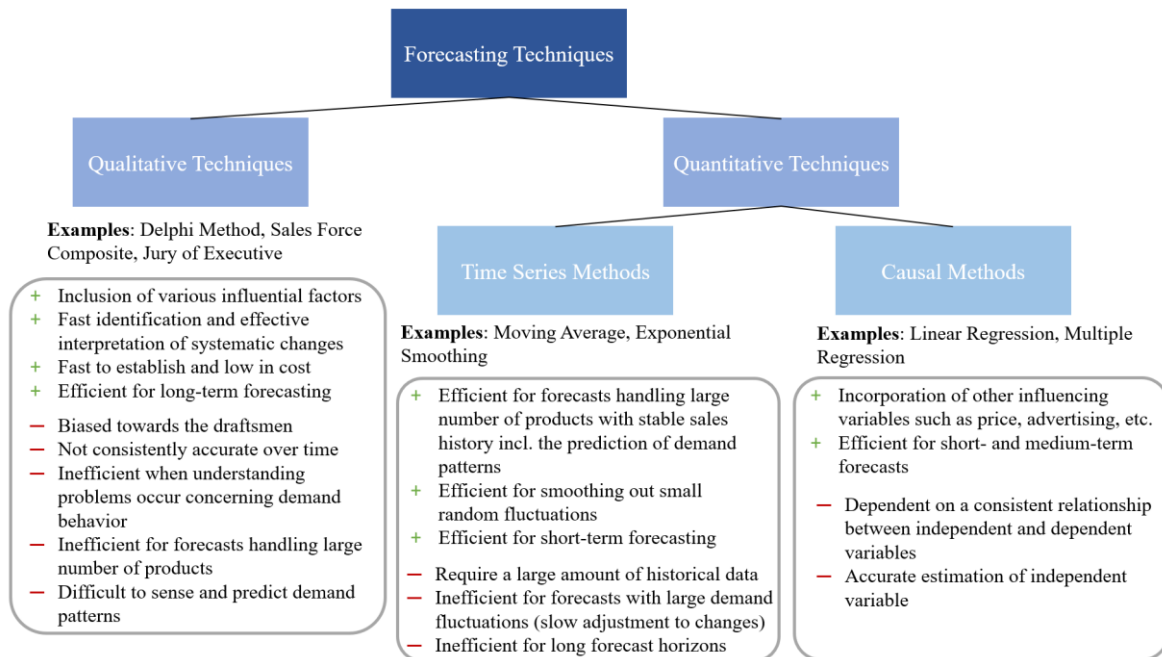 Forecasting Techniques
Qualitative Techniques
Quantitative Techniques
Examples: Delphi Method, Sales Force
Composite, Jury of Executive
+ Inclusion of various influential factors
+ Fast identification and effective
interpretation of systematic changes
+ Fast to establish and low in cost
+ Efficient for long-term forecasting
— Biased towards the draftsmen
— Not consistently accurate over time
— Inefficient when understanding
problems occur concerning demand
behavior
— Inefficient for forecasts handling large
number of products
— Difficult to sense and predict demand
patterns
Time Series Methods
Examples: Moving Average, Exponential
Smoothing
+ Efficient for forecasts handling large
number of products with stable sales
history incl. the prediction of demand
patterns
+ Efficient for smoothing out small
random fluctuations
+ Efficient for short-term forecasting
— Require a large amount of historical data
— Inefficient for forecasts with large demand
fluctuations (slow adjustment to changes)
— Inefficient for long forecast horizons
Causal Methods
Examples: Linear Regression, Multiple
Regression
+ Incorporation of other influencing
variables such as price, advertising, etc.
+ Efficient for short- and medium-term
forecasts
— Dependent on a consistent relationship
between independent and dependent
variables
— Accurate estimation of independent
variable